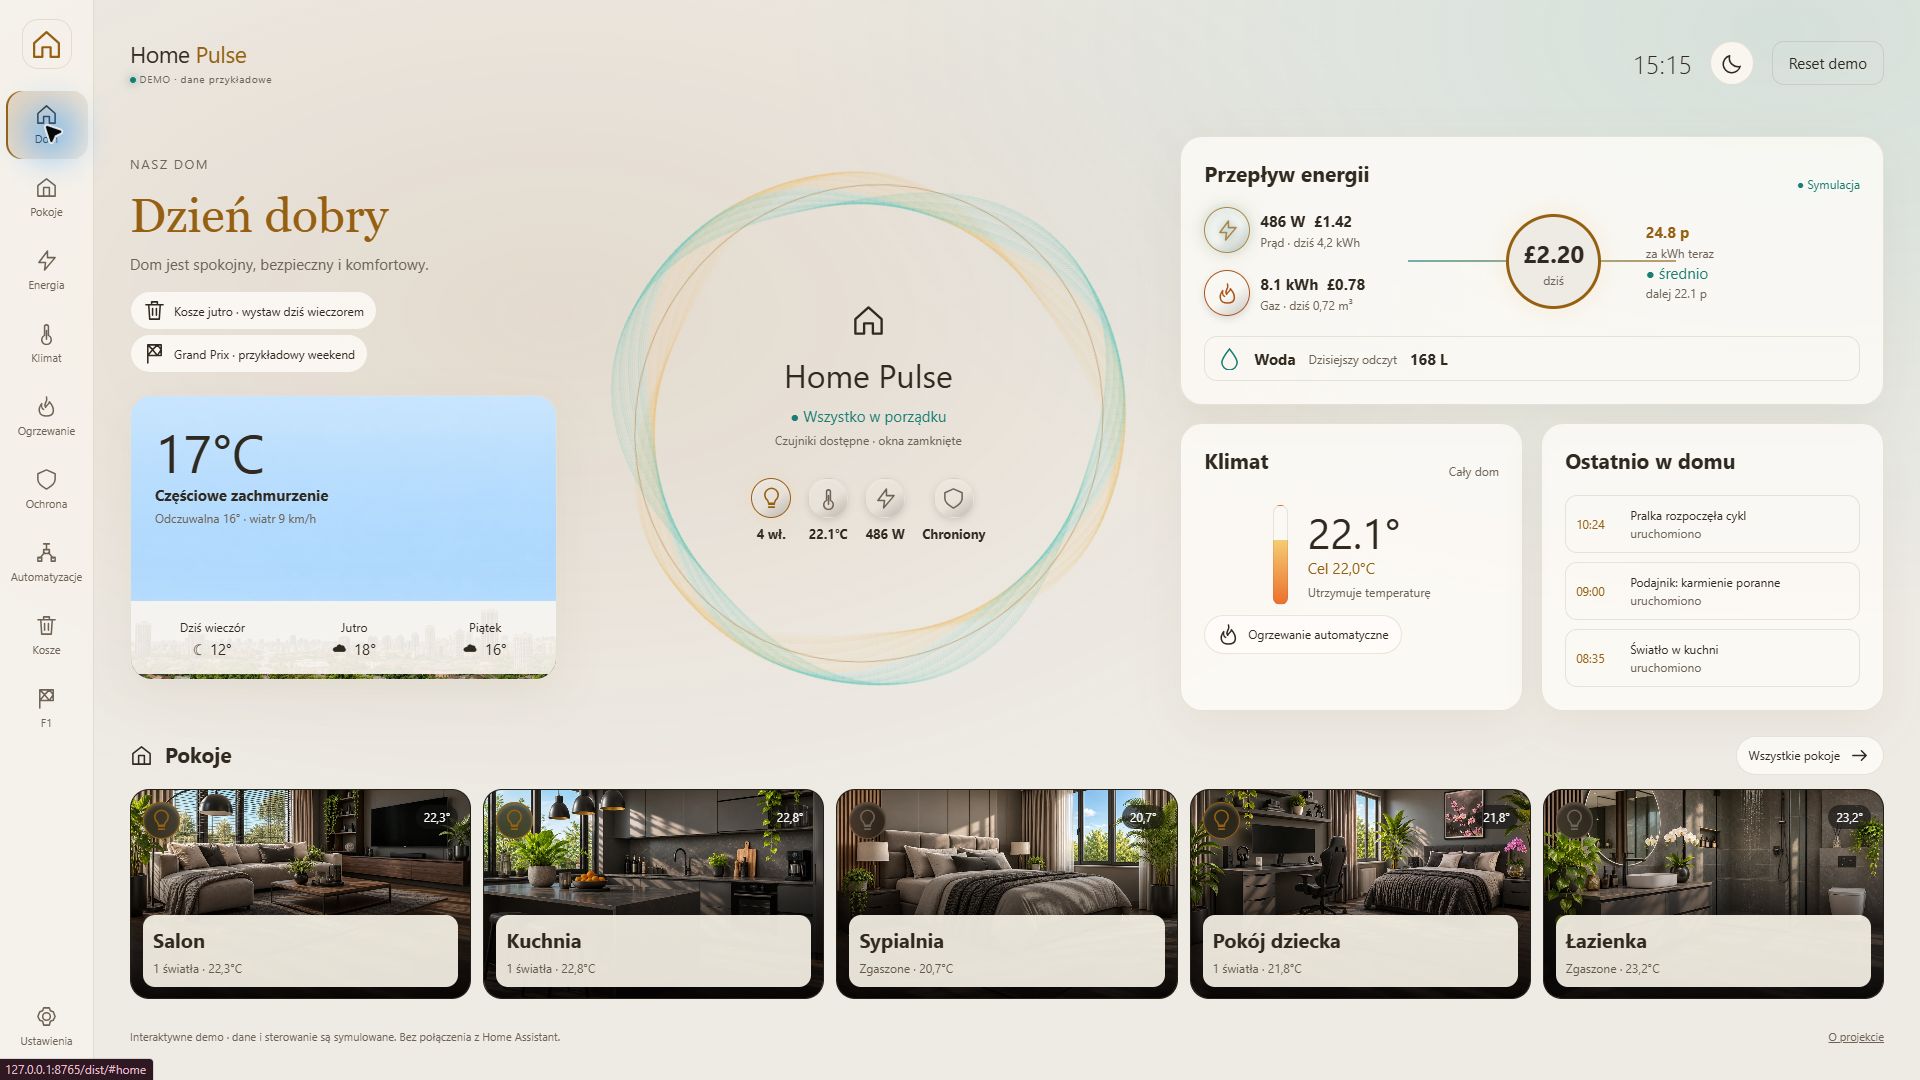 Home Pulse
DEMO · dane przykładowe
15:15
Reset demo
Pokoje
Energia
Klimat
Ogrzewanie
Ochrona
Automatyzacje
Kosze
F1
Ustawienia
NASZ DOM
Dzień dobry
Dom jest spokojny, bezpieczny i komfortowy.
Kosze jutro · wystaw dziś wieczorem
Grand Prix · przykładowy weekend
17°C
Częściowe zachmurzenie
Odczuwalna 16° · wiatr 9 km/h
Dziś wieczór
12°
Jutro
18°
Piątek
16°
Home Pulse
Wszystko w porządku
Czujniki dostępne · okna zamknięte
4 wł.
22.1°C
486 W
Chroniony
Przepływ energii
Symulacja
486 W £1.42
Prąd · dziś 4,2 kWh
8.1 kWh £0.78
Gaz · dziś 0,72 m³
£2.20
dziś
24.8 p
za kWh teraz
średnio
dalej 22.1 p
Woda Dzisiejszy odczyt 168 L
Klimat
Cały dom
22.1°
Cel 22,0°C
Utrzymuje temperaturę
Ogrzewanie automatyczne
Ostatnio w domu
10:24
Pralka rozpoczęła cykl
uruchomiono
09:00
Podajnik: karmienie poranne
uruchomiono
08:35
Światło w kuchni
uruchomiono
Pokoje
Wszystkie pokoje
22,3°
Salon
1 światła · 22,3°C
22,8°
Kuchnia
1 światła · 22,8°C
20,7°
Sypialnia
Zgaszone · 20,7°C
21,8°
Pokój dziecka
1 światła · 21,8°C
23,2°
Łazienka
Zgaszone · 23,2°C
Interaktywne demo · dane i sterowanie są symulowane. Bez połączenia z Home Assistant.
O projekcie
127.0.0.1:8765/dist/#home